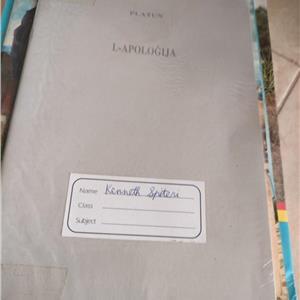 PLATUN
L-APOLOĠIJA
Name Kenneth Spiteri
Class
Subject